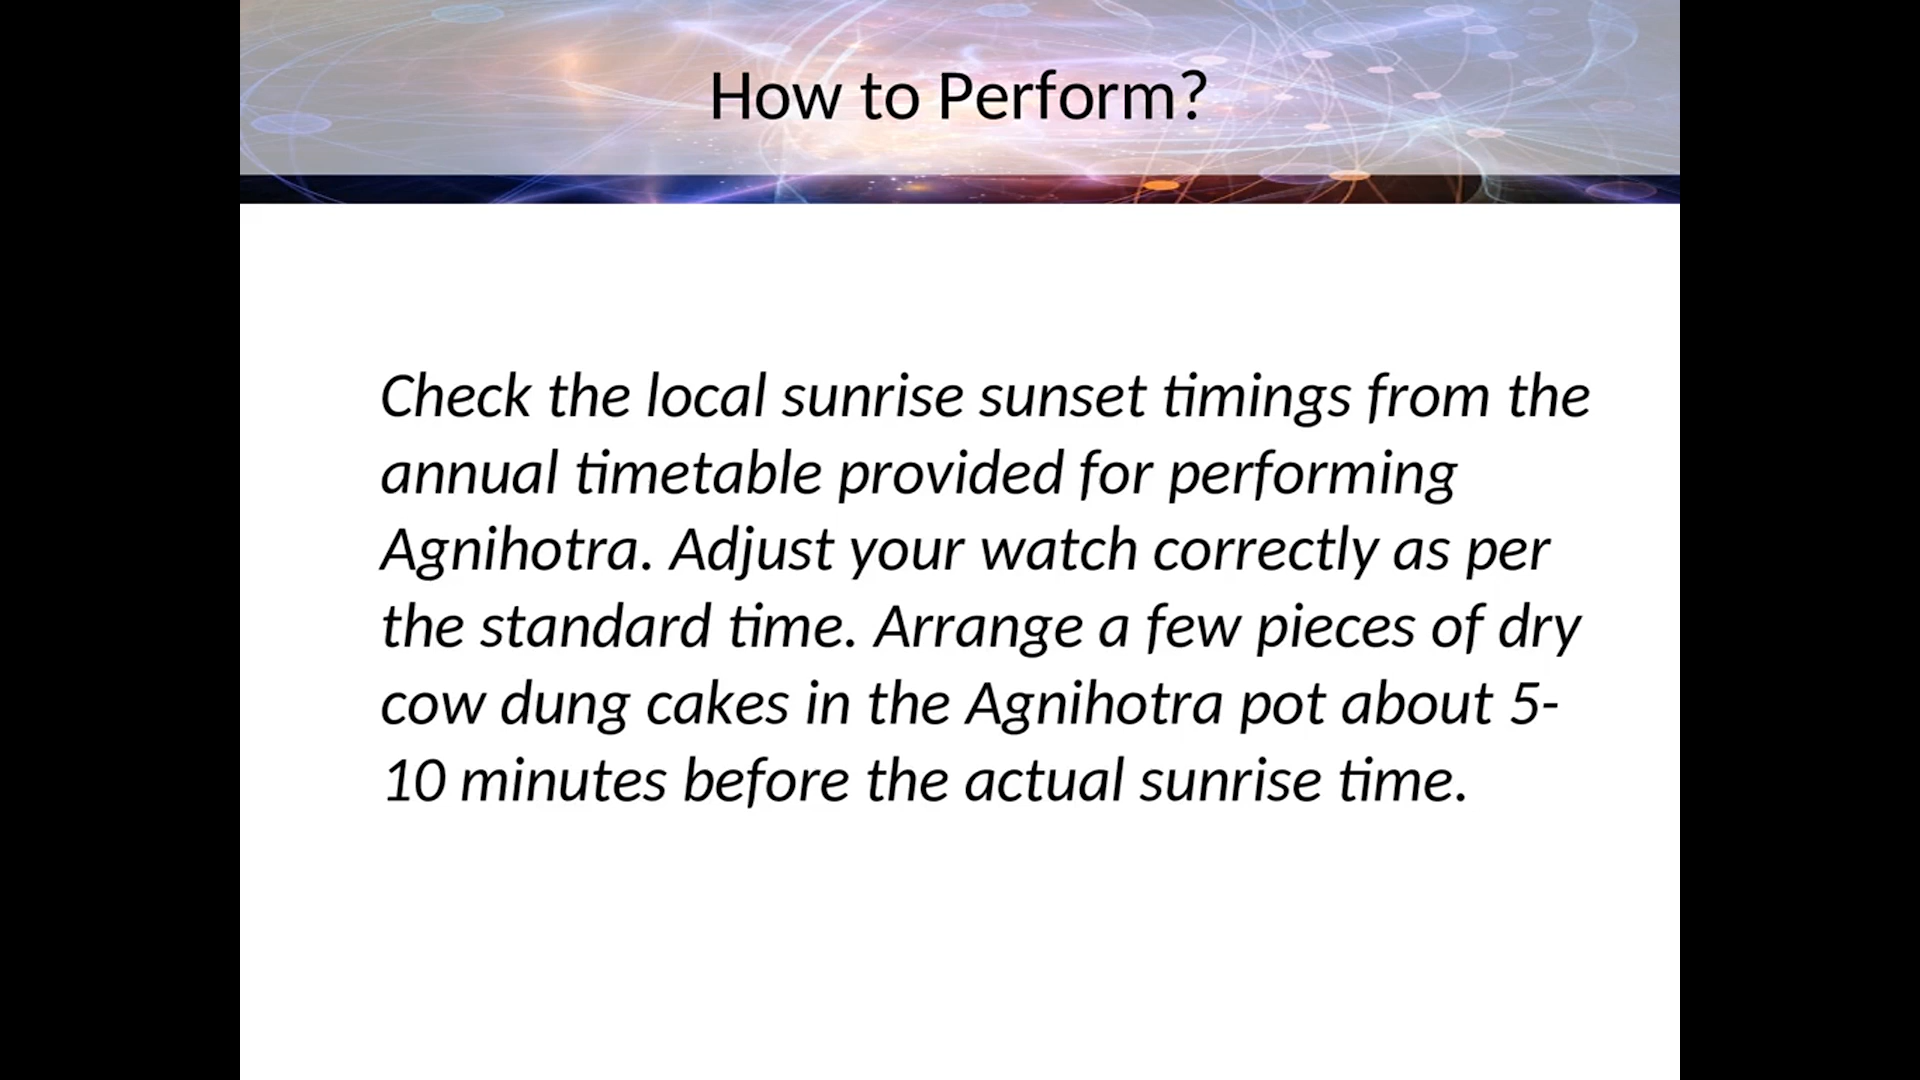 How to Perform?
Check the local sunrise sunset timings from the
annual timetable provided for performing
Agnihotra. Adjust your watch correctly as per
the standard time. Arrange a few pieces of dry
cow dung cakes in the Agnihotra pot about 5-
10 minutes before the actual sunrise time.